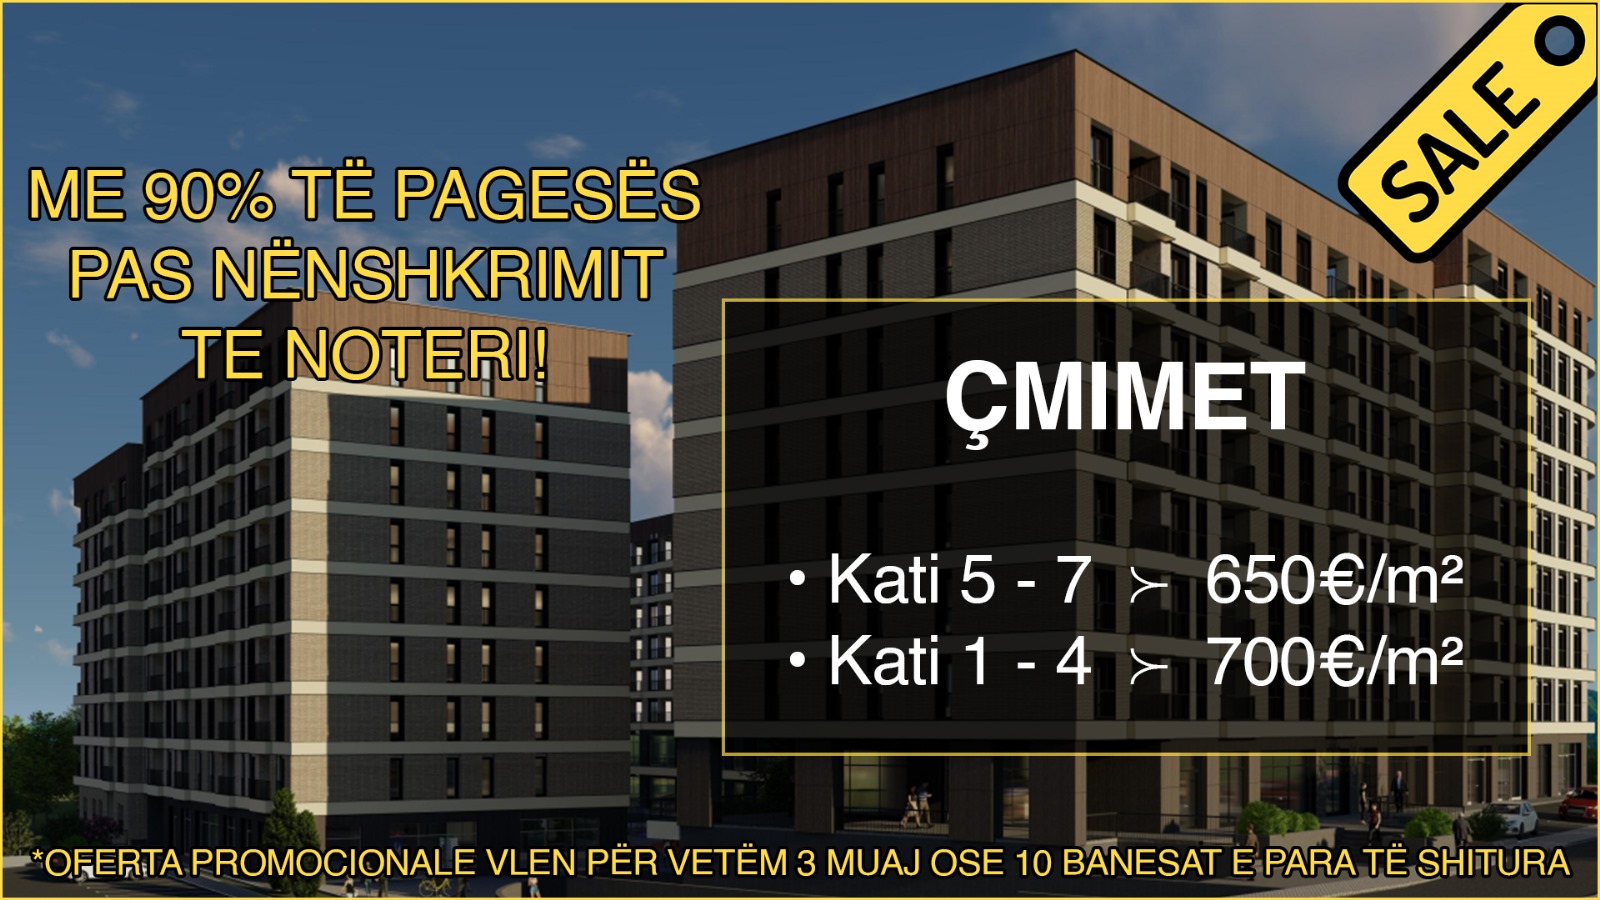 SALE
ME 90% TË PAGESËS
PAS NËNSHKRIMIT
TE NOTERI!
ÇMIMET
• Kati 5 - 7 ≻ 650€/m²
• Kati 1 - 4 ≻ 700€/m²
*OFERTA PROMOCIONALE VLEN PËR VETËM 3 MUAJ OSE 10 BANESAT E PARA TË SHITURA